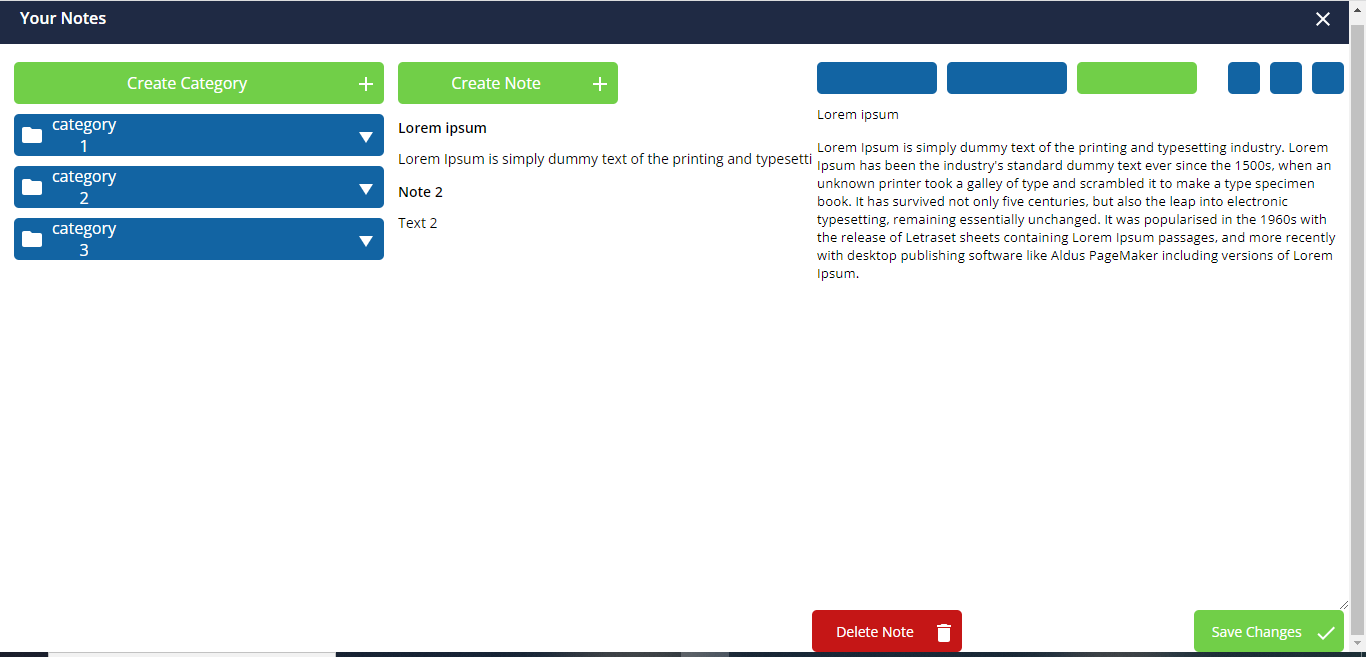 Your Notes
Create Category
category
1
category
2
category
3
Create Note
Lorem ipsum
Lorem Ipsum is simply dummy text of the printing and typesetti
Note 2
Text 2
Lorem ipsum
Lorem Ipsum is simply dummy text of the printing and typesetting industry. Lorem
Ipsum has been the industry's standard dummy text ever since the 1500s, when an
unknown printer took a galley of type and scrambled it to make a type specimen
book. It has survived not only five centuries, but also the leap into electronic
typesetting, remaining essentially unchanged. It was popularised in the 1960s with
the release of Letraset sheets containing Lorem Ipsum passages, and more recently
with desktop publishing software like Aldus PageMaker including versions of Lorem
Ipsum.
Delete Note
Save Changes